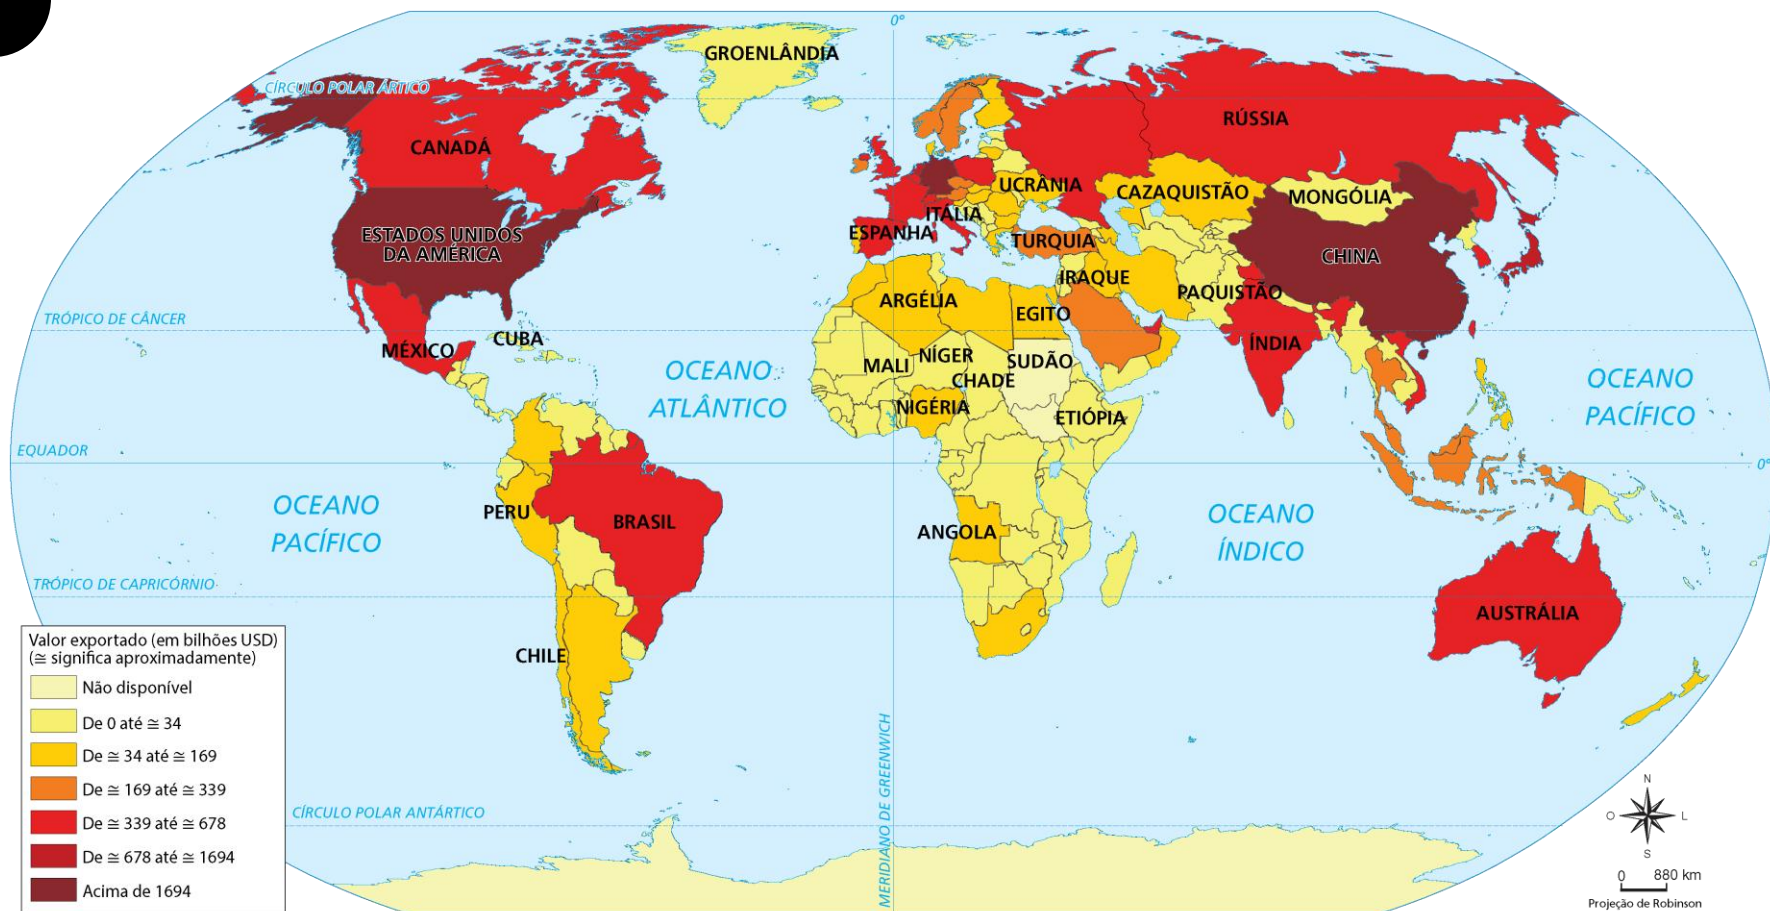 0º
GROENLÂNDIA
CÍRCULO POLAR ÁRTICO
RÚSSIA
CANADÁ
UCRÂNIA
CAZAQUISTÃO
MONGÓLIA
ITÁLIA
ESPANHA
ESTADOS UNIDOS
DA AMÉRICA
TURQUIA
CHINA
IRAQUE
PAQUISTÃO
ARGÉLIA
EGITO
TRÓPICO DE CÂNCER
CUBA
MÉXICO
ÍNDIA
NÍGER
MALI
SUDÃO
CHADE
OCEANO
ATLÂNTICO
OCEANO
PACÍFICO
NIGÉRIA
ETIÓPIA
EQUADOR
0º
OCEANO
PACÍFICO
PERU
BRASIL
ANGOLA
OCEANO
ÍNDICO
TRÓPICO DE CAPRICÓRNIO
AUSTRÁLIA
CHILE
Valor exportado (em bilhões USD)
(≅ significa aproximadamente)
Não disponível
De 0 até ≅ 34
De ≅ 34 até ≅ 169
De ≅ 169 até ≅ 339
De ≅ 339 até ≅ 678
De ≅ 678 até ≅ 1694
Acima de 1694
MERIDIANO DE GREENWICH
CÍRCULO POLAR ANTÁRTICO
N
O
L
S
0 880 km
Projeção de Robinson